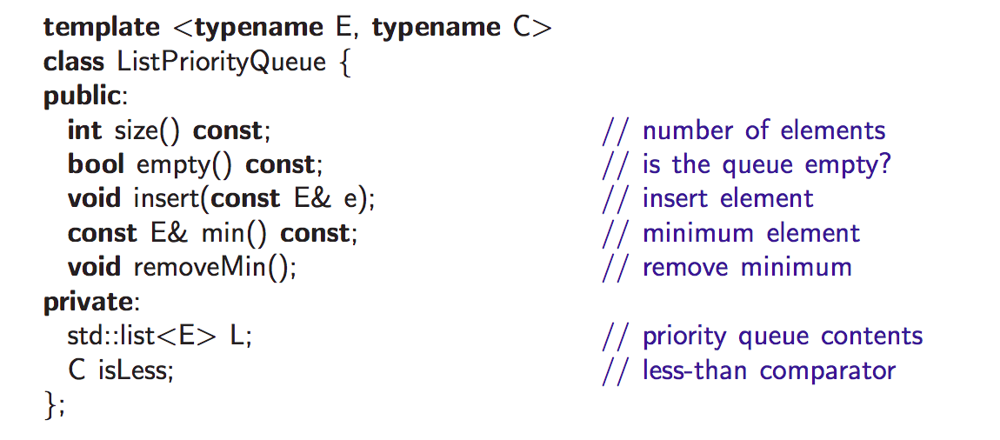 template <typename E, typename C>
class ListPriorityQueue {
public:
int size() const; // number of elements
bool empty() const; // is the queue empty?
void insert(const E& e); // insert element
const E& min() const; // minimum element
void removeMin(); // remove minimum
private:
std::list<E> L; // priority queue contents
C isLess; // less-than comparator
};